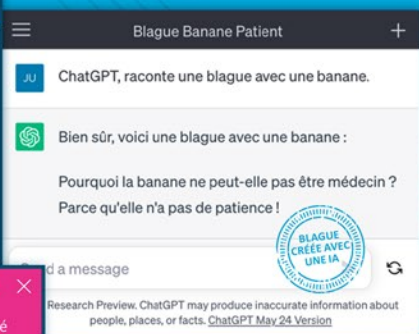 Blague Banane Patient
JU
ChatGPT, raconte une blague avec une banane.
Bien sûr, voici une blague avec une banane :
Pourquoi la banane ne peut-elle pas être médecin ?
Parce qu'elle n'a pas de patience !
BLAGUE
CRÉÉE AVEC
UNE IA
d a message
Research Preview. ChatGPT may produce inaccurate information about
people, places, or facts. ChatGPT May 24 Version